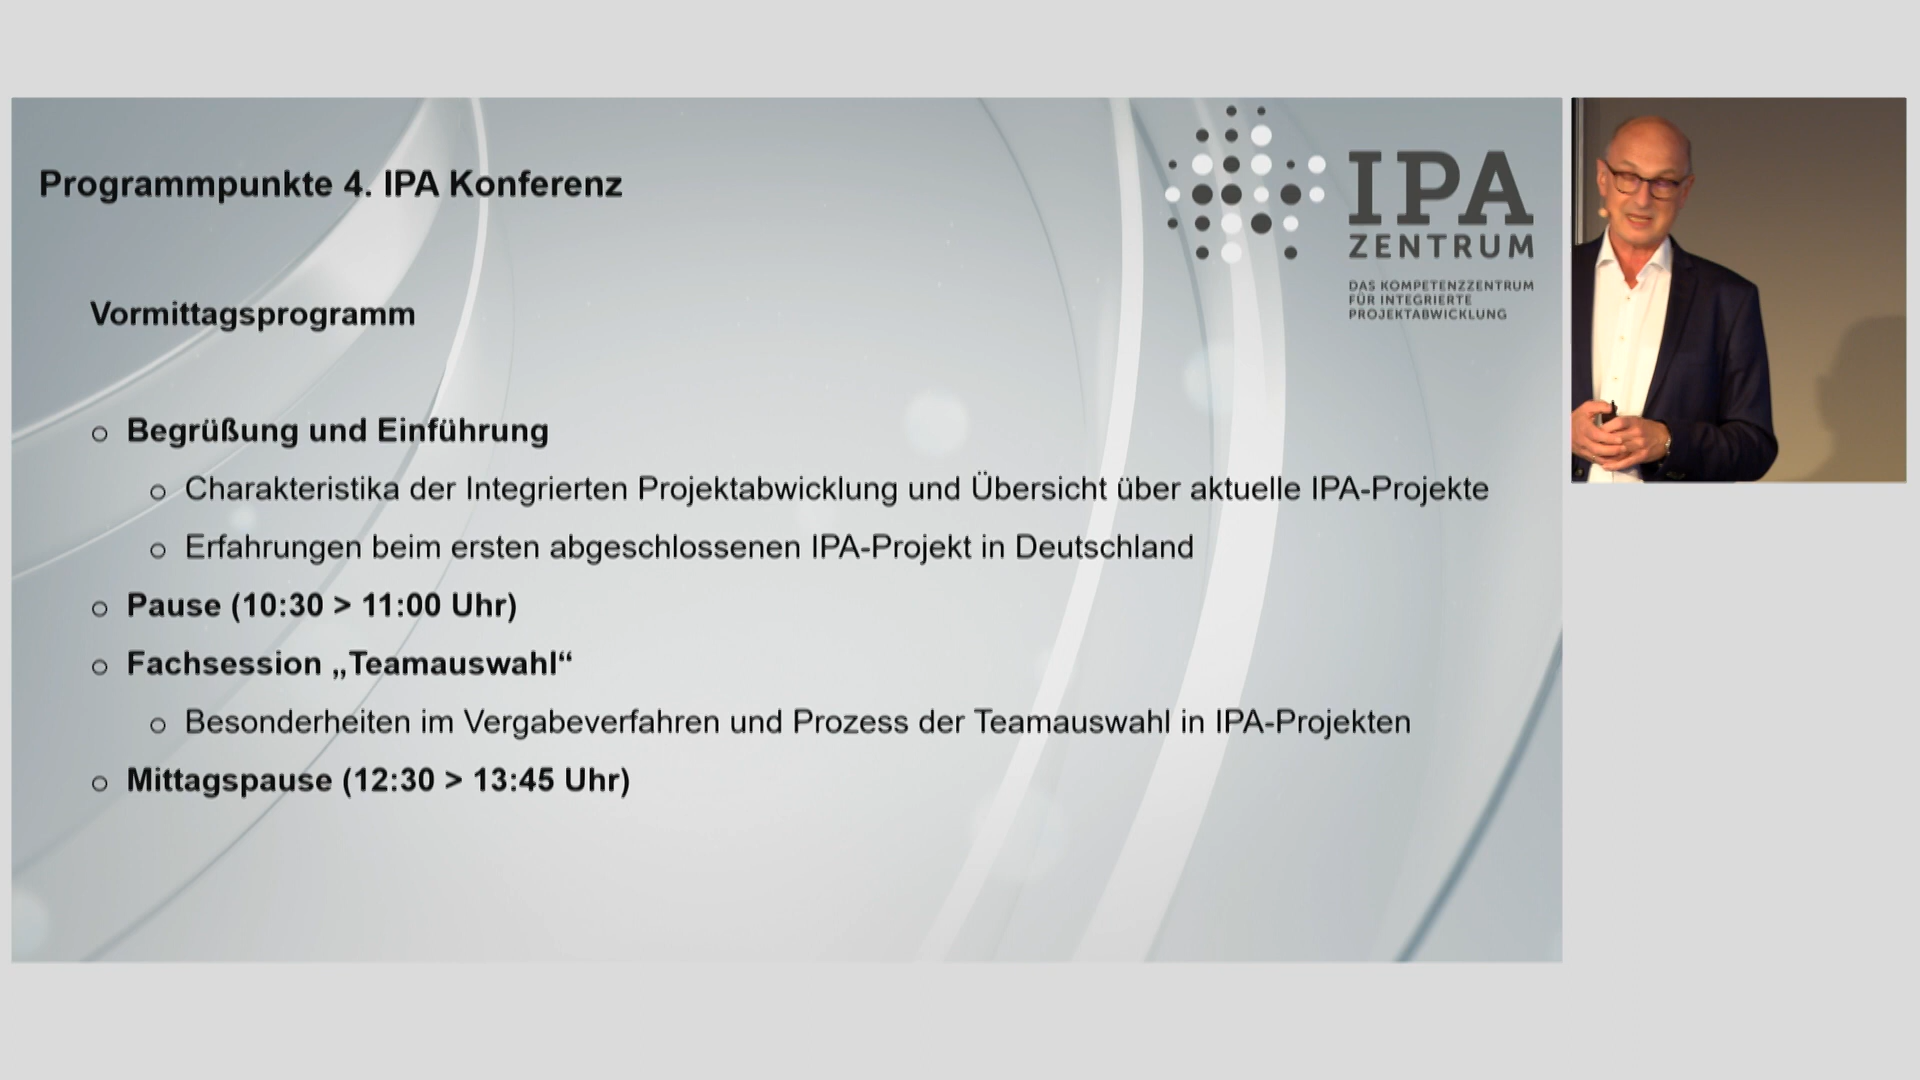 Programmpunkte 4. IPA Konferenz
IPA
ZENTRUM
DAS KOMPETENZZENTRUM
FÜR INTEGRIERTE
PROJEKTABWICKLUNG
Vormittagsprogramm
Begrüßung und Einführung
Charakteristika der Integrierten Projektabwicklung und Übersicht über aktuelle IPA-Projekte
Erfahrungen beim ersten abgeschlossenen IPA-Projekt in Deutschland
Pause (10:30 > 11:00 Uhr)
Fachsession „Teamauswahl“
Besonderheiten im Vergabeverfahren und Prozess der Teamauswahl in IPA-Projekten
Mittagspause (12:30 > 13:45 Uhr)